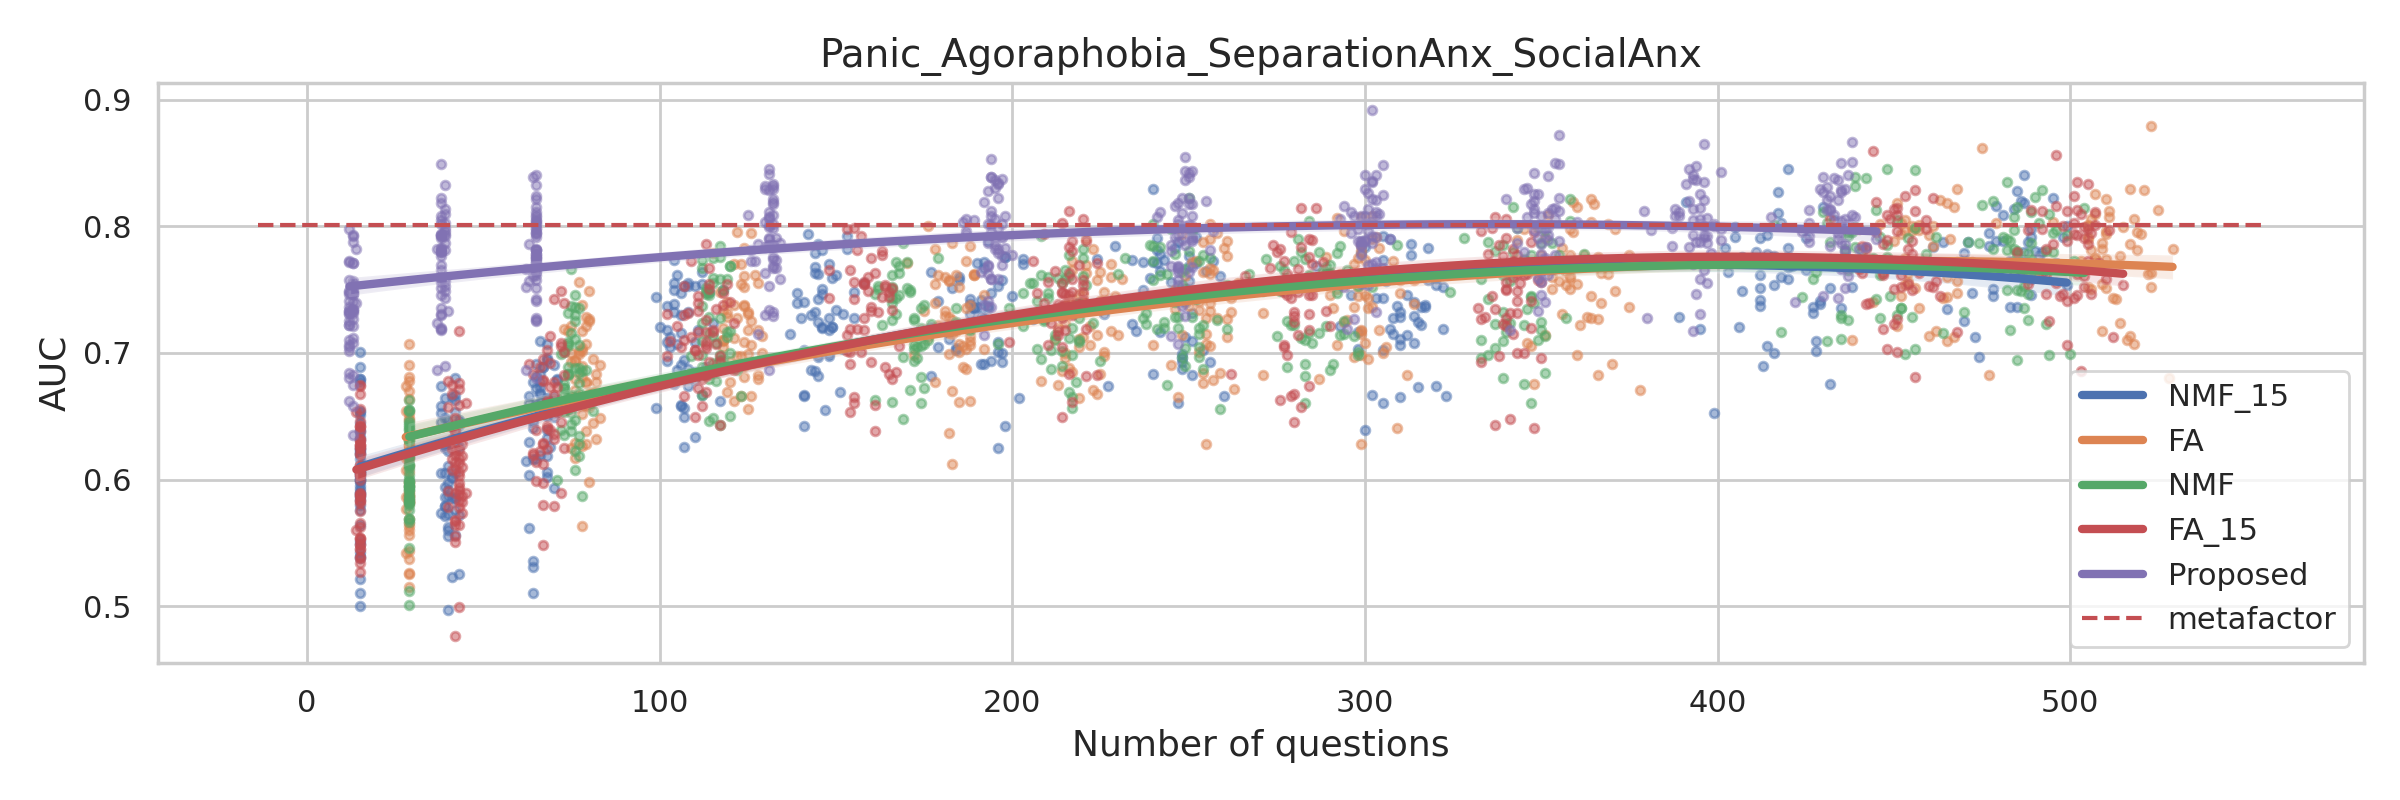 Panic_Agoraphobia_SeparationAnx_SocialAnx
0.9
0.8
0.7
0.6
0.5
AUC
0
100
200
300
400
500
Number of questions
NMF_15
FA
NMF
FA_15
Proposed
metafactor